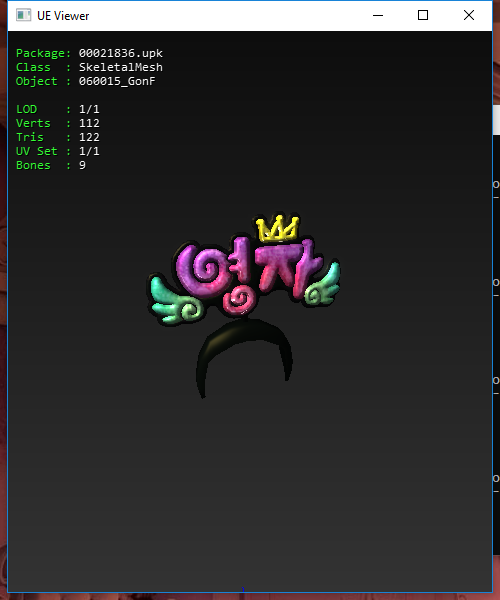 UE Viewer
Package: 00021836.upk
Class : SkeletalMesh
Object : 060015_GonF
LOD : 1/1
Verts : 112
Tris : 122
UV Set : 1/1
Bones : 9
영자